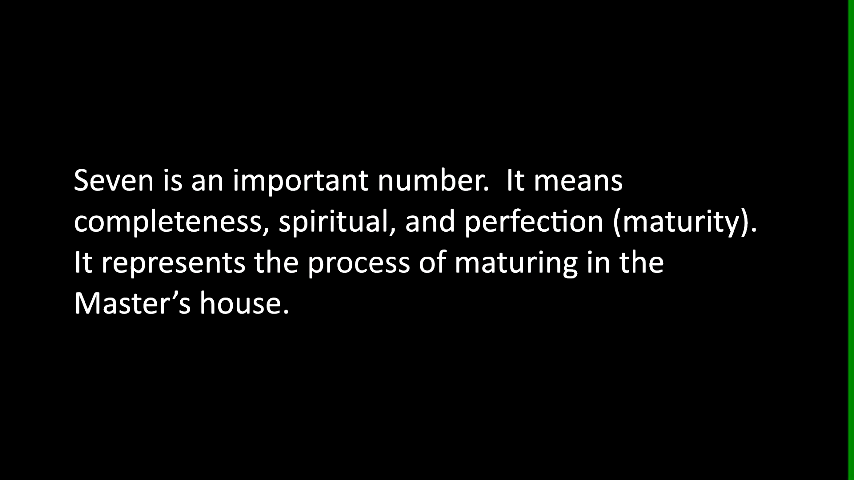 Seven is an important number.  It means
completeness, spiritual, and perfection (maturity).
It represents the process of maturing in the
Master’s house.